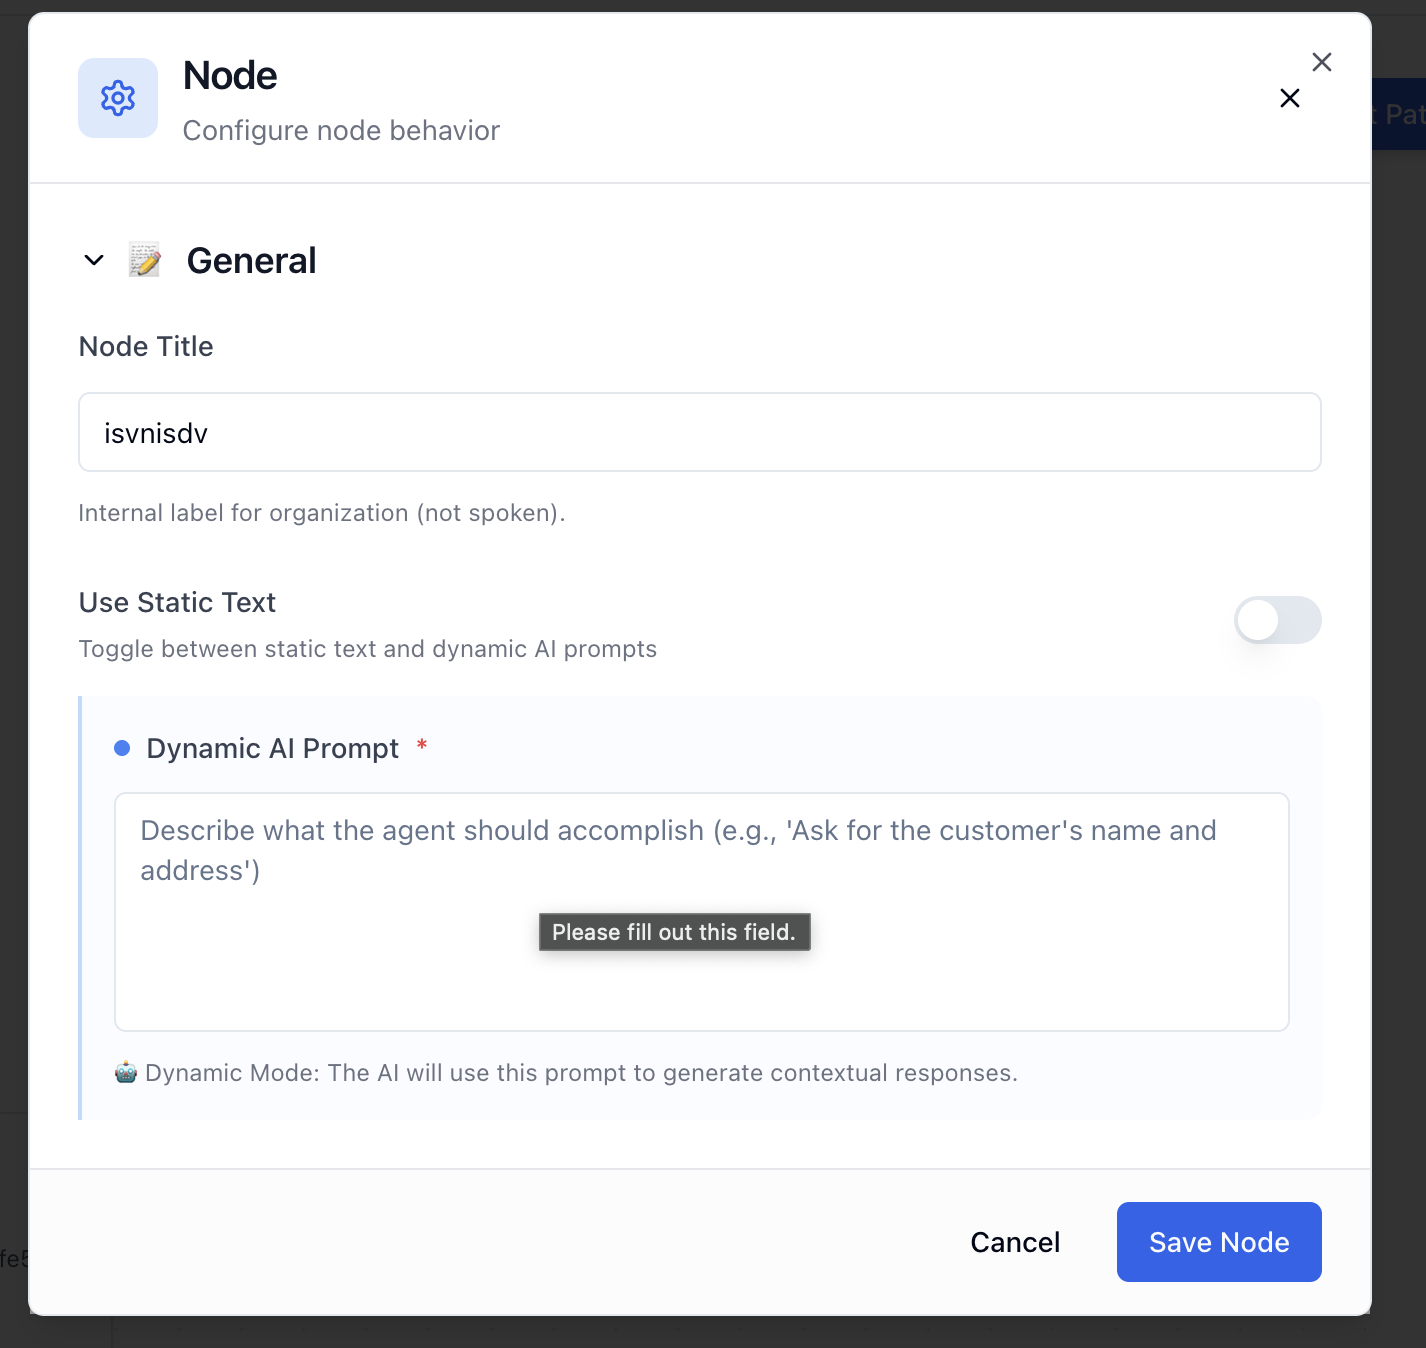 Node
Configure node behavior
t Pat
General
Node Title
isvnisdv
Internal label for organization (not spoken).
Use Static Text
Toggle between static text and dynamic AI prompts
Dynamic AI Prompt *
Describe what the agent should accomplish (e.g., 'Ask for the customer's name and
address')
Please fill out this field.
🤖 Dynamic Mode: The AI will use this prompt to generate contextual responses.
Cancel
Save Node